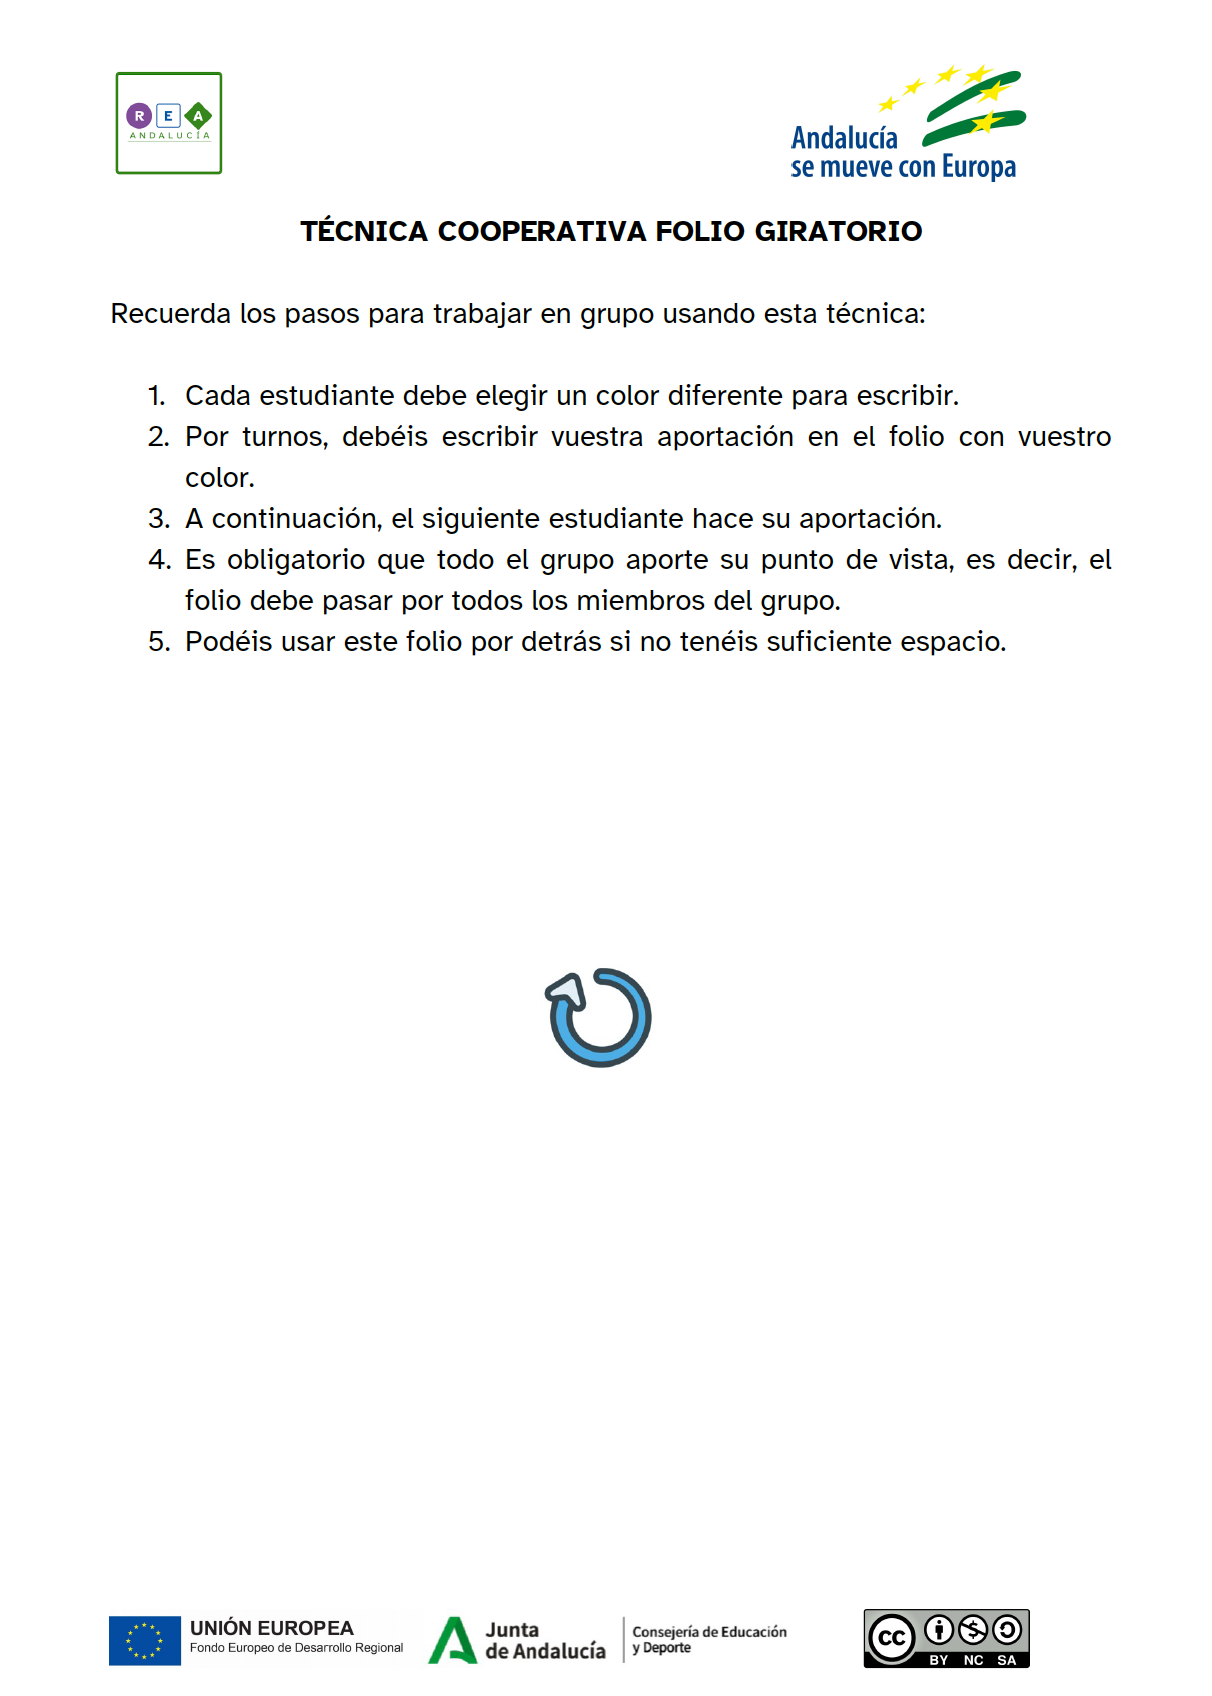 R E A
ANDALUCÍA
Andalucía
se mueve con Europa
TÉCNICA COOPERATIVA FOLIO GIRATORIO
Recuerda los pasos para trabajar en grupo usando esta técnica:
1. Cada estudiante debe elegir un color diferente para escribir.
2. Por turnos, debéis escribir vuestra aportación en el folio con vuestro
color.
3. A continuación, el siguiente estudiante hace su aportación.
4. Es obligatorio que todo el grupo aporte su punto de vista, es decir, el
folio debe pasar por todos los miembros del grupo.
5. Podéis usar este folio por detrás si no tenéis suficiente espacio.
UNIÓN EUROPEA
Fondo Europeo de Desarrollo Regional
Junta
de Andalucía
Consejería de Educación
y Deporte
CC
BY NC SA